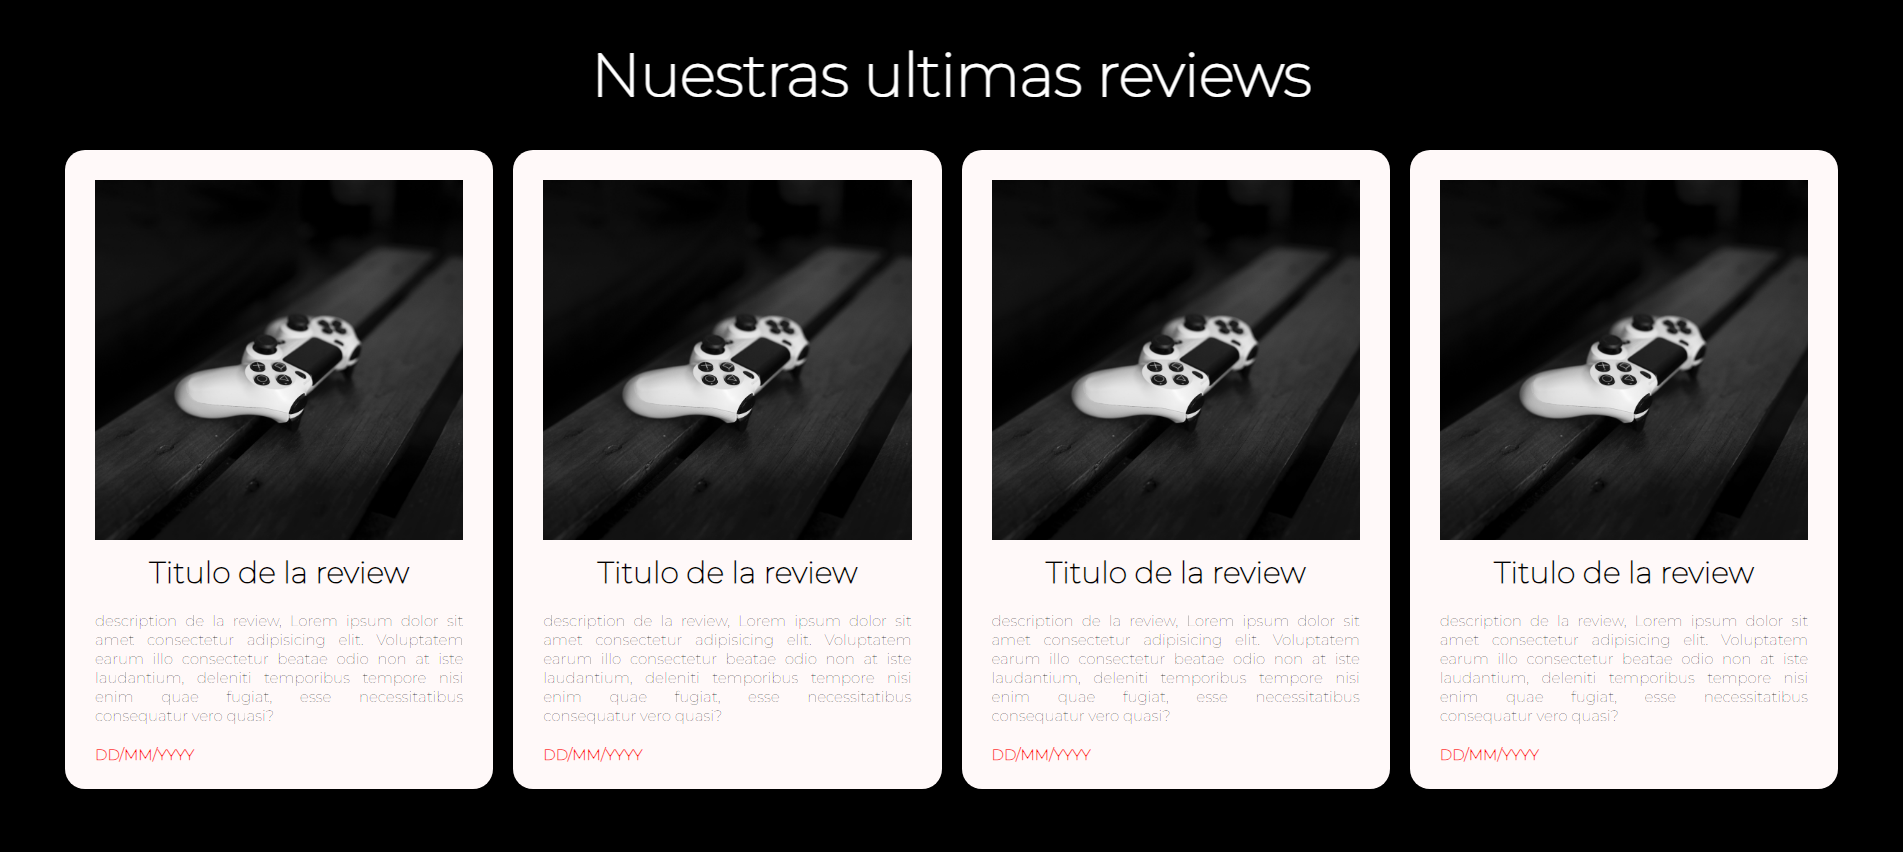 Nuestras ultimas reviews
Titulo de la review
description de la review, Lorem ipsum dolor sit
amet consectetur adipisicing elit. Voluptatem
earum illo consectetur beatae odio non at iste
laudantium, deleniti temporibus tempore nisi
enim quae fugiat, esse necessitatibus
consequatur vero quasi?
DD/MM/YYYY
Titulo de la review
description de la review, Lorem ipsum dolor sit
amet consectetur adipisicing elit. Voluptatem
earum illo consectetur beatae odio non at iste
laudantium, deleniti temporibus tempore nisi
enim quae fugiat, esse necessitatibus
consequatur vero quasi?
DD/MM/YYYY
Titulo de la review
description de la review, Lorem ipsum dolor sit
amet consectetur adipisicing elit. Voluptatem
earum illo consectetur beatae odio non at iste
laudantium, deleniti temporibus tempore nisi
enim quae fugiat, esse necessitatibus
consequatur vero quasi?
DD/MM/YYYY
Titulo de la review
description de la review, Lorem ipsum dolor sit
amet consectetur adipisicing elit. Voluptatem
earum illo consectetur beatae odio non at iste
laudantium, deleniti temporibus tempore nisi
enim quae fugiat, esse necessitatibus
consequatur vero quasi?
DD/MM/YYYY